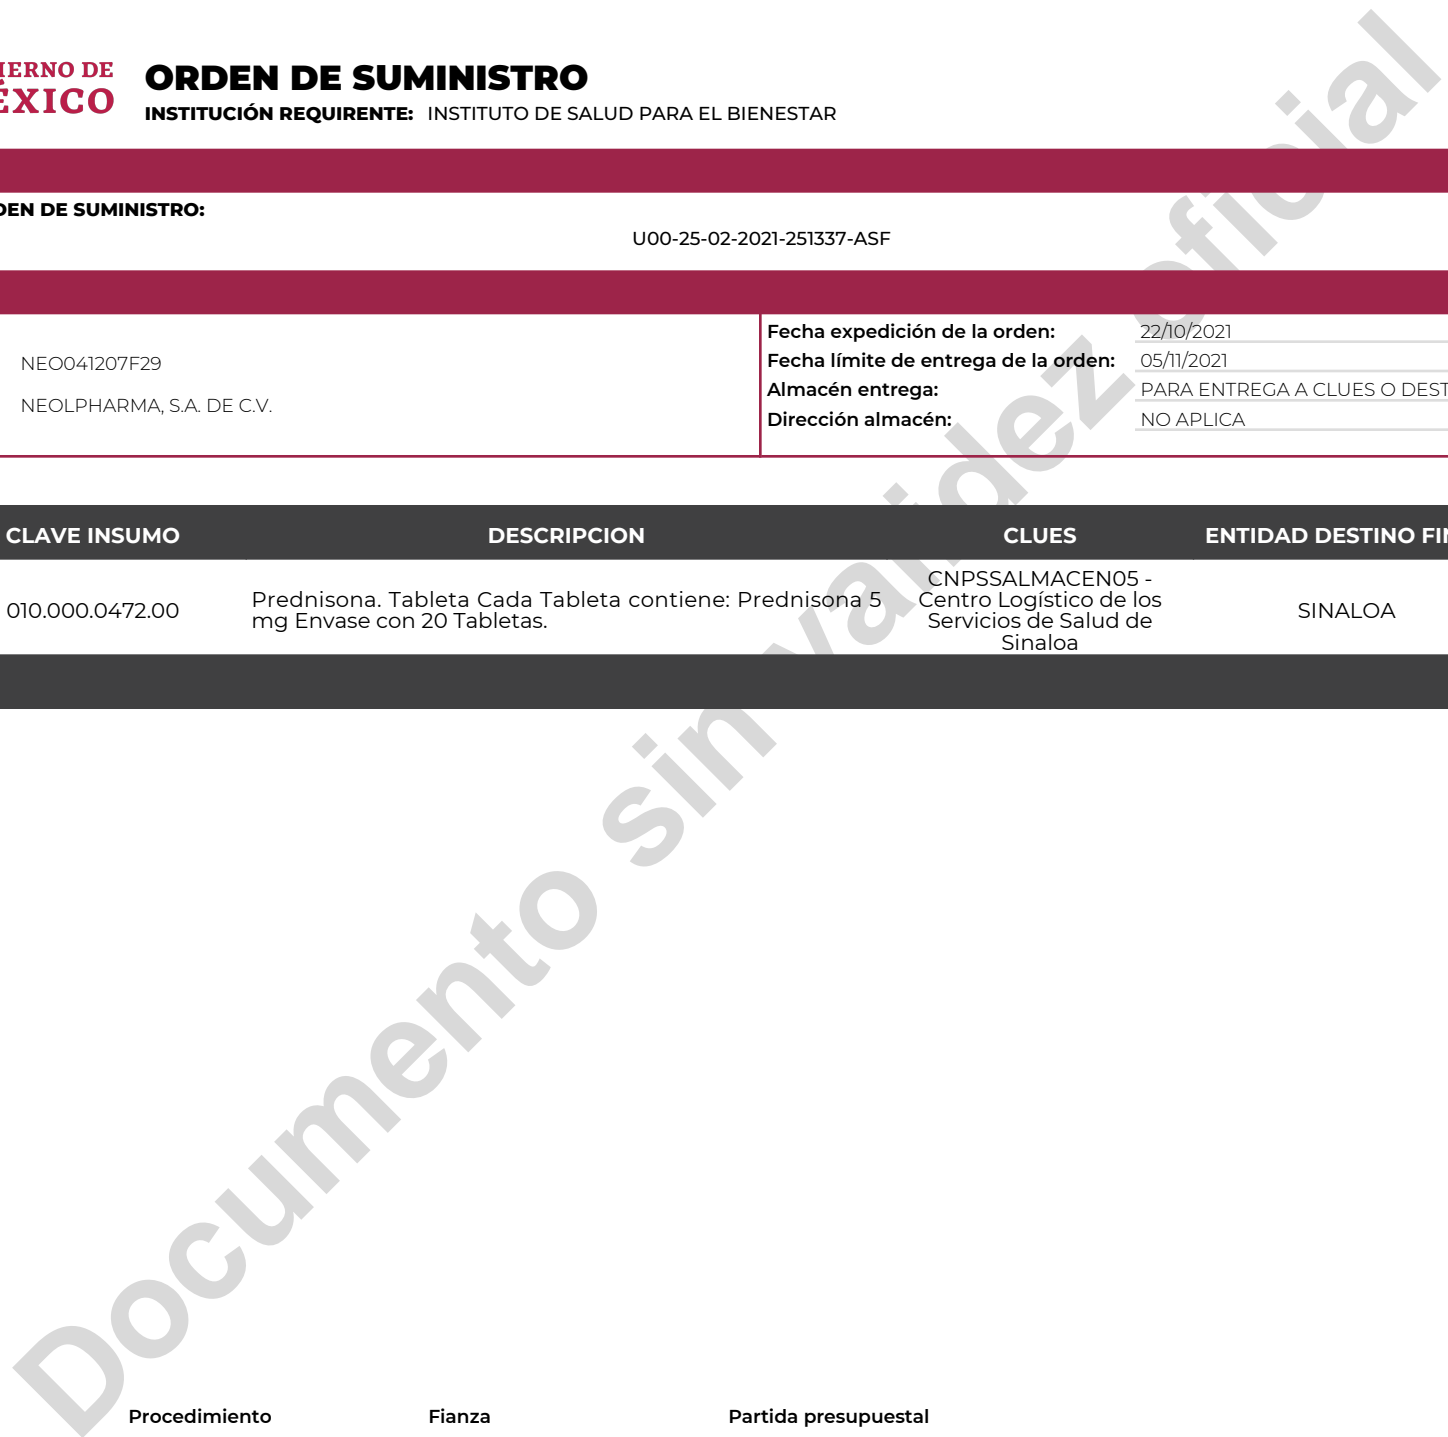 IERNO DE
ÉXICO
ORDEN DE SUMINISTRO
INSTITUCIÓN REQUIRENTE: INSTITUTO DE SALUD PARA EL BIENESTAR
DEN DE SUMINISTRO:
U00-25-02-2021-251337-ASF
NEO041207F29
NEOLPHARMA, S.A. DE C.V.
Fecha expedición de la orden: 22/10/2021
Fecha límite de entrega de la orden: 05/11/2021
Almacén entrega: PARA ENTREGA A CLUES O DEST
Dirección almacén: NO APLICA
CLAVE INSUMO DESCRIPCION CLUES ENTIDAD DESTINO FIN
010.000.0472.00
Prednisona. Tableta Cada Tableta contiene: Prednisona 5
mg Envase con 20 Tabletas.
CNPSSALMACEN05 -
Centro Logístico de los
Servicios de Salud de
Sinaloa
SINALOA
Documento sin validez oficial
Procedimiento Fianza Partida presupuestal